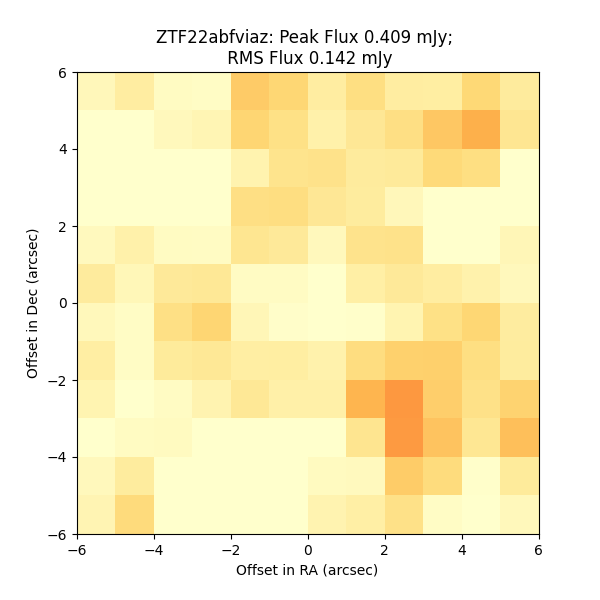 ZTF22abfviaz: Peak Flux 0.409 mJy;
RMS Flux 0.142 mJy
6
4
2
0
−2
−4
−6
Offset in Dec (arcsec)
−6 −4 −2 0 2 4 6
Offset in RA (arcsec)